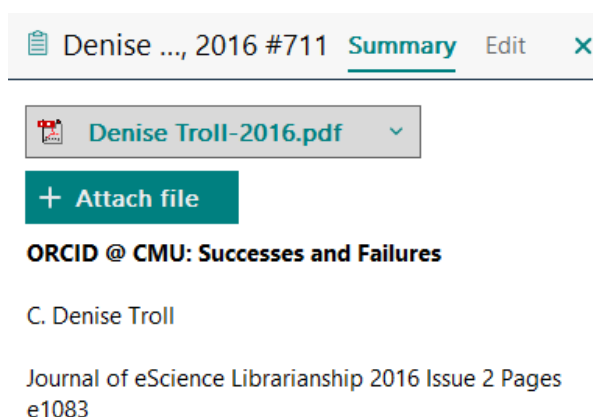 Denise ..., 2016 #711 Summary Edit
Denise Troll-2016.pdf
+ Attach file
ORCID @ CMU: Successes and Failures
C. Denise Troll
Journal of eScience Librarianship 2016 Issue 2 Pages
e1083